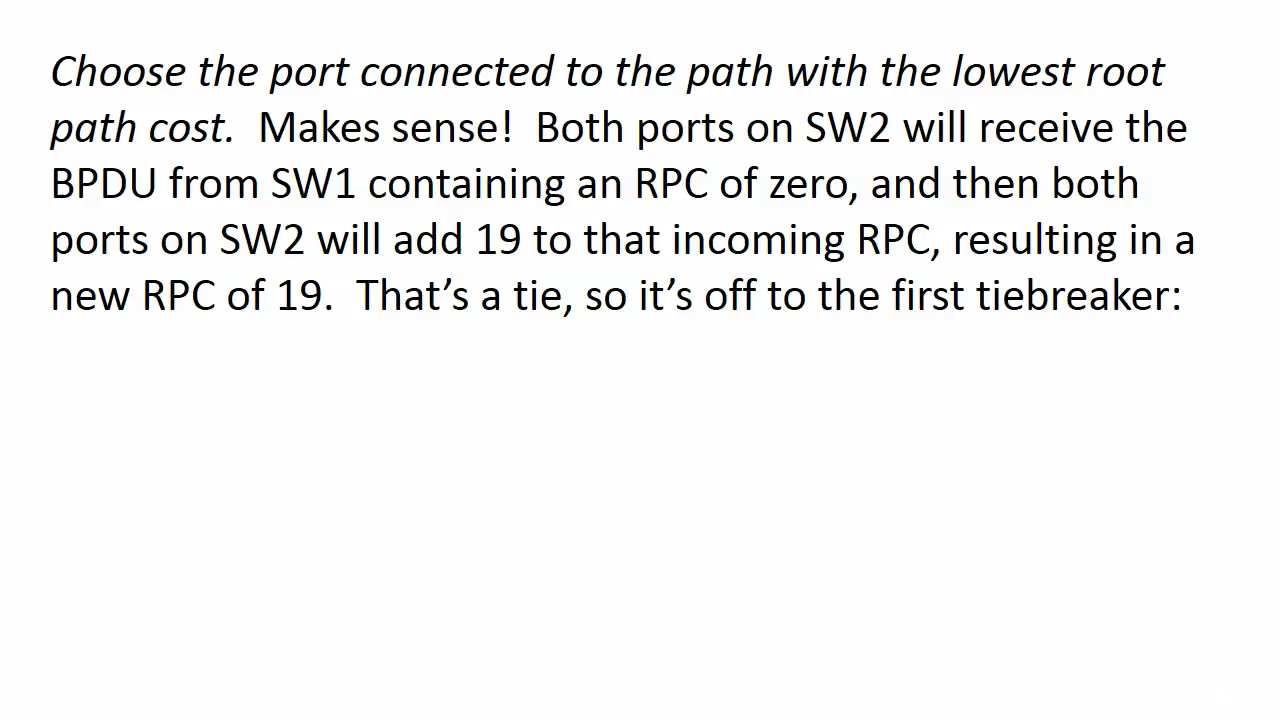 Choose the port connected to the path with the lowest root
path cost.  Makes sense!  Both ports on SW2 will receive the
BPDU from SW1 containing an RPC of zero, and then both
ports on SW2 will add 19 to that incoming RPC, resulting in a
new RPC of 19.  That’s a tie, so it’s off to the first tiebreaker: